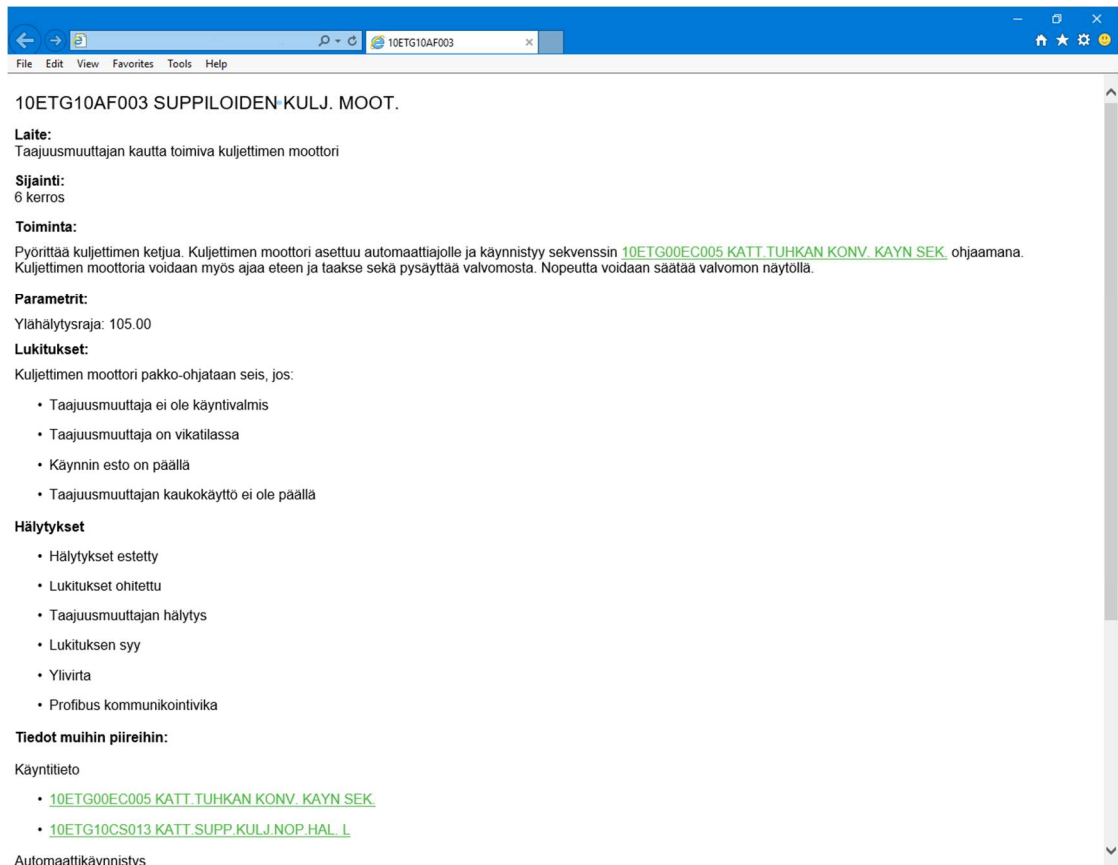 10ETG10AF003
File Edit View Favorites Tools Help
10ETG10AF003 SUPPILOIDEN KULJ. MOOT.
Laite:
Taajuusmuuttajan kautta toimiva kuljettimen moottori
Sijainti:
6 kerros
Toiminta:
Pyörittää kuljettimen ketjua. Kuljettimen moottori asettuu automaattiajolle ja käynnistyy sekvenssin 10ETG00EC005 KATT.TUHKAN KONV. KAYN SEK. ohjaamana.
Kuljettimen moottoria voidaan myös ajaa eteen ja taakse sekä pysäyttää valvomosta. Nopeutta voidaan säätää valvomon näytöllä.
Parametrit:
Ylähälytysraja: 105.00
Lukitukset:
Kuljettimen moottori pakko-ohjataan seis, jos:
• Taajuusmuuttaja ei ole käyntivalmis
• Taajuusmuuttaja on vikatilassa
• Käynnin esto on päällä
• Taajuusmuuttajan kaukokäyttö ei ole päällä
Hälytykset
• Hälytykset estetty
• Lukitukset ohitettu
• Taajuusmuuttajan hälytys
• Lukituksen syy
• Ylivirta
• Profibus kommunikointivika
Tiedot muihin piireihin:
Käyntitieto
• 10ETG00EC005 KATT.TUHKAN KONV. KAYN SEK.
• 10ETG10CS013 KATT.SUPP.KULJ.NOP.HAL. L
Automaattikäynnistys